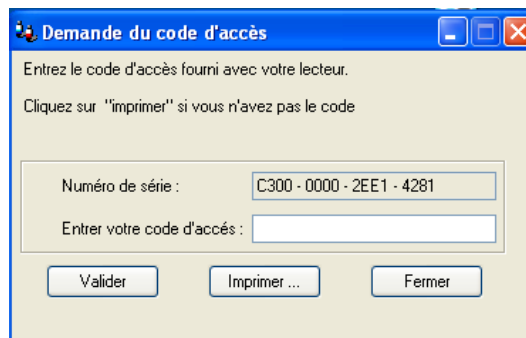 Demande du code d'accès
Entrez le code d'accès fourni avec votre lecteur.
Cliquez sur "imprimer" si vous n'avez pas le code
Numéro de série : C300 - 0000 - 2EE1 - 4281
Entrer votre code d'accés :
Valider Imprimer ... Fermer